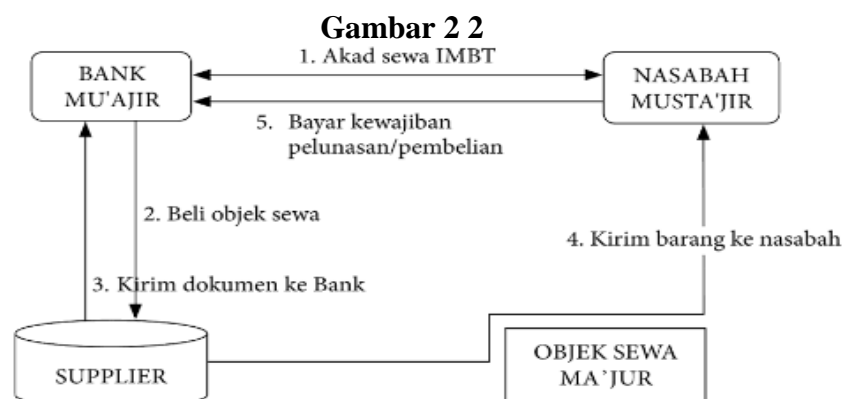 Gambar 2 2
1. Akad sewa IMBT
BANK
MU'AJIR
NASABAH
MUSTA'JIR
5. Bayar kewajiban
pelunasan/pembelian
2. Beli objek sewa
4. Kirim barang ke nasabah
3. Kirim dokumen ke Bank
SUPPLIER
OBJEK SEWA
MA'JUR